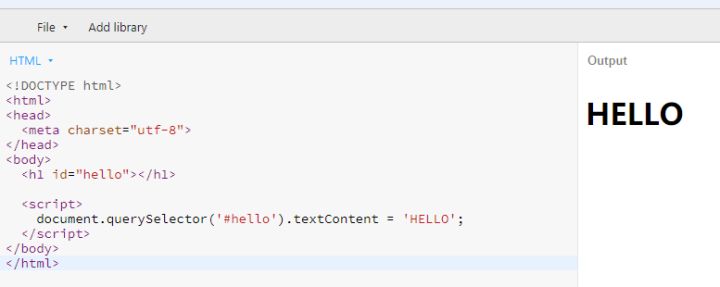 File Add library
HTML Output
<!DOCTYPE html>
<html>
<head>
  <meta charset="utf-8">
</head>
<body>
  <h1 id="hello"></h1>

  <script>
    document.querySelector('#hello').textContent = 'HELLO';
  </script>
</body>
</html>
HELLO